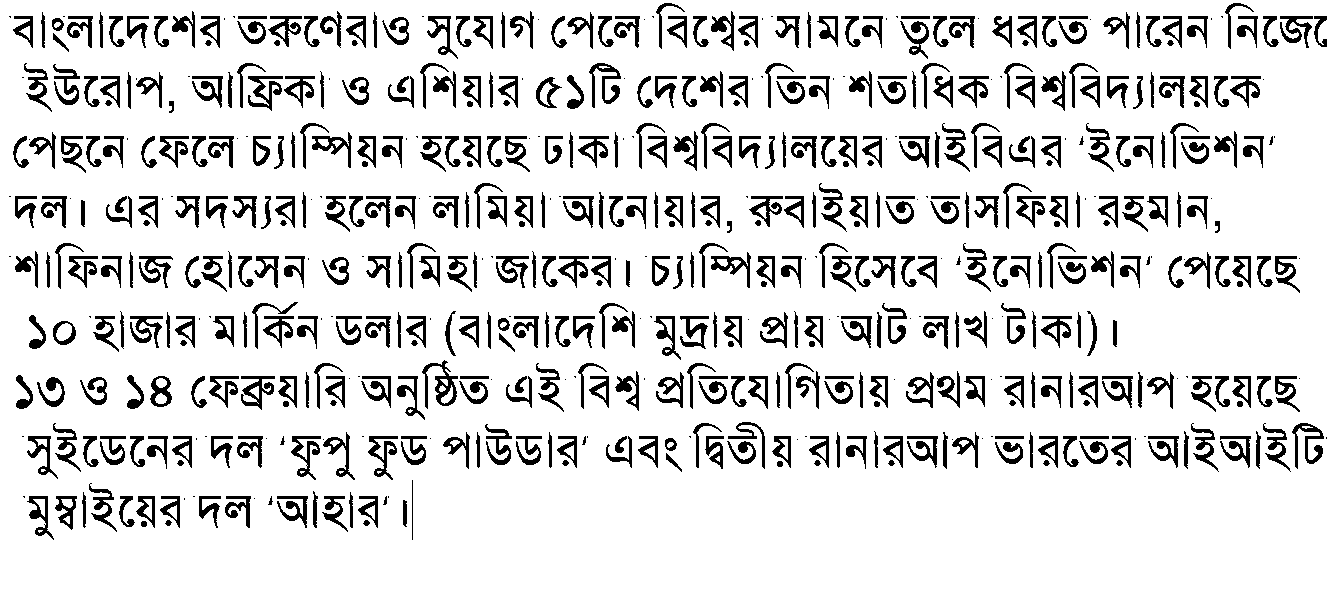 বাংলাদেশের তরুণেরাও সুযোগ পেলে বিশ্বের সামনে তুলে ধরতে পারেন
ইউরোপ, আফ্রিকা ও এশিয়ার ৫১টি দেশের তিন শতাধিক বিশ্ববিদ্যালয়কে
পেছনে ফেলে চ্যাম্পিয়ন হয়েছে ঢাকা বিশ্ববিদ্যালয়ের আইবিএর ‘ইনোভিশন‘
দল। এর সদস্যরা হলেন লামিয়া আনোয়ার, রুবাইয়াত তাসফিয়া রহমান,
শাফিনাজ হোসেন ও সামিহা জাকের। চ্যাম্পিয়ন হিসেবে ‘ইনোভিশন‘ পেয়েছে
১০ হাজার মার্কিন ডলার (বাংলাদেশি মুদ্রায় প্রায় আট লাখ টাকা)।
১৩ ও ১৪ ফেব্রুয়ারি অনুষ্ঠিত এই বিশ্ব প্রতিযোগিতায় প্রথম রানারআপ হয়েছে
সুইডেনের দল ‘ফুপু ফুড পাউডার‘ এবং দ্বিতীয় রানারআপ ভারতের আইআইটি
মুম্বাইয়ের দল ‘আহার‘।